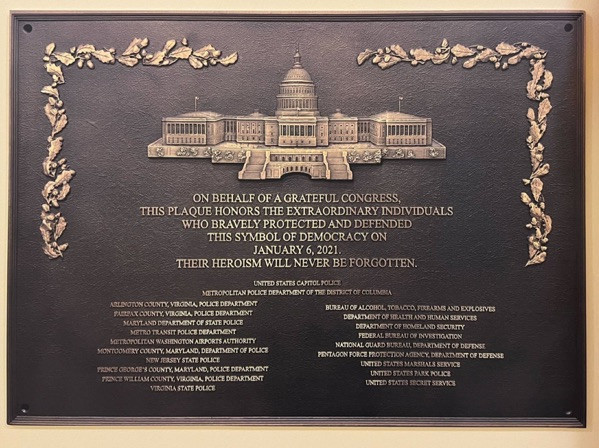 ON BEHALF OF A GRATEFUL CONGRESS,
THIS PLAQUE HONORS THE EXTRAORDINARY INDIVIDUALS
WHO BRAVELY PROTECTED AND DEFENDED
THIS SYMBOL OF DEMOCRACY ON
JANUARY 6, 2021.
THEIR HEROISM WILL NEVER BE FORGOTTEN.
UNITED STATES CAPITOL POLICE
METROPOLITAN POLICE DEPARTMENT OF THE DISTRICT OF COLUMBIA
ARLINGTON COUNTY, VIRGINIA, POLICE DEPARTMENT
FAIRFAX COUNTY, VIRGINIA, POLICE DEPARTMENT
MARYLAND DEPARTMENT OF STATE POLICE
METRO TRANSIT POLICE DEPARTMENT
METROPOLITAN WASHINGTON AIRPORTS AUTHORITY
MONTGOMERY COUNTY, MARYLAND, DEPARTMENT OF POLICE
NEW JERSEY STATE POLICE
PRINCE GEORGE'S COUNTY, MARYLAND, POLICE DEPARTMENT
PRINCE WILLIAM COUNTY, VIRGINIA, POLICE DEPARTMENT
VIRGINIA STATE POLICE
BUREAU OF ALCOHOL, TOBACCO, FIREARMS AND EXPLOSIVES
DEPARTMENT OF HEALTH AND HUMAN SERVICES
DEPARTMENT OF HOMELAND SECURITY
FEDERAL BUREAU OF INVESTIGATION
NATIONAL GUARD BUREAU, DEPARTMENT OF DEFENSE
PENTAGON FORCE PROTECTION AGENCY, DEPARTMENT OF DEFENSE
UNITED STATES MARSHALS SERVICE
UNITED STATES PARK POLICE
UNITED STATES SECRET SERVICE